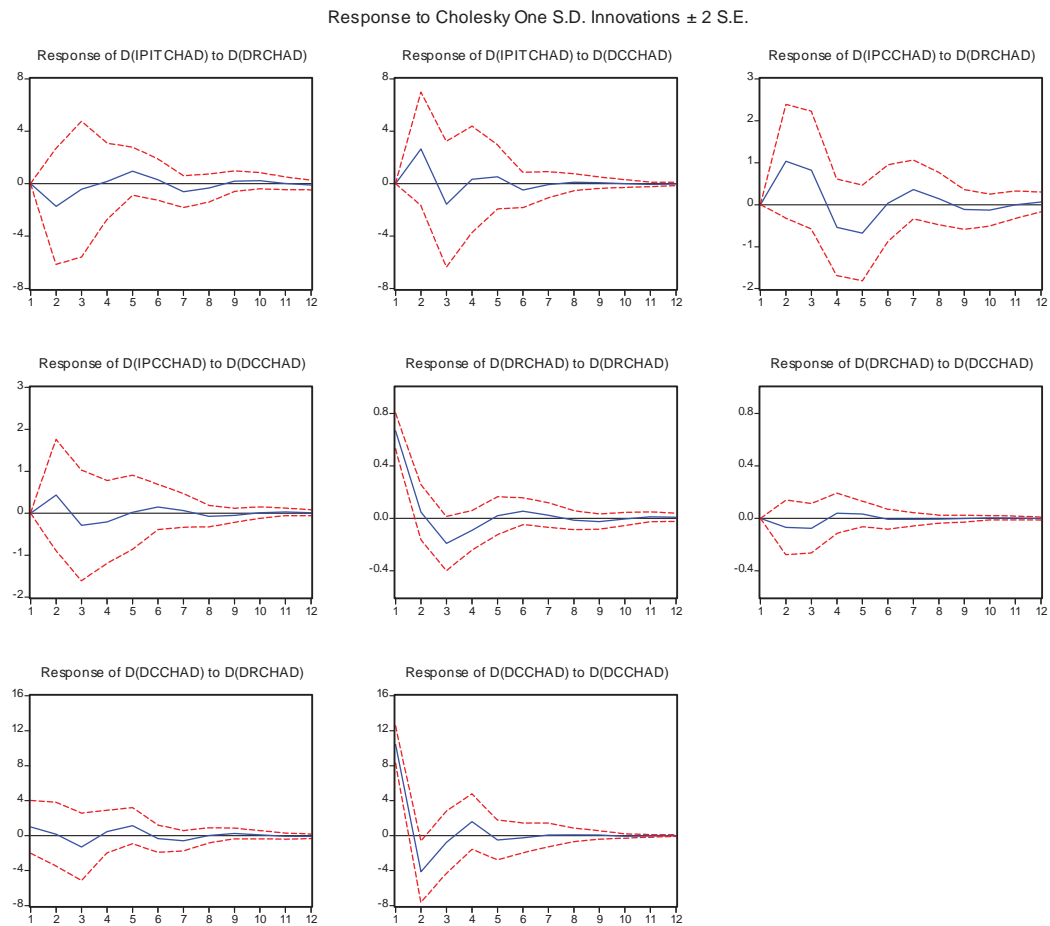 Response to Cholesky One S.D. Innovations ± 2 S.E.
Response of D(IPITCHAD) to D(DRCHAD)
8
4
0
-4
-8
1 2 3 4 5 6 7 8 9 10 11 12
Response of D(IPITCHAD) to D(DCCHAD)
8
4
0
-4
-8
1 2 3 4 5 6 7 8 9 10 11 12
Response of D(IPCCHAD) to D(DRCHAD)
3
2
1
0
-1
-2
1 2 3 4 5 6 7 8 9 10 11 12
Response of D(IPCCHAD) to D(DCCHAD)
3
2
1
0
-1
-2
1 2 3 4 5 6 7 8 9 10 11 12
Response of D(DRCHAD) to D(DRCHAD)
0.8
0.4
0.0
-0.4
1 2 3 4 5 6 7 8 9 10 11 12
Response of D(DRCHAD) to D(DCCHAD)
0.8
0.4
0.0
-0.4
1 2 3 4 5 6 7 8 9 10 11 12
Response of D(DCCHAD) to D(DRCHAD)
16
12
8
4
0
-4
-8
1 2 3 4 5 6 7 8 9 10 11 12
Response of D(DCCHAD) to D(DCCHAD)
16
12
8
4
0
-4
-8
1 2 3 4 5 6 7 8 9 10 11 12